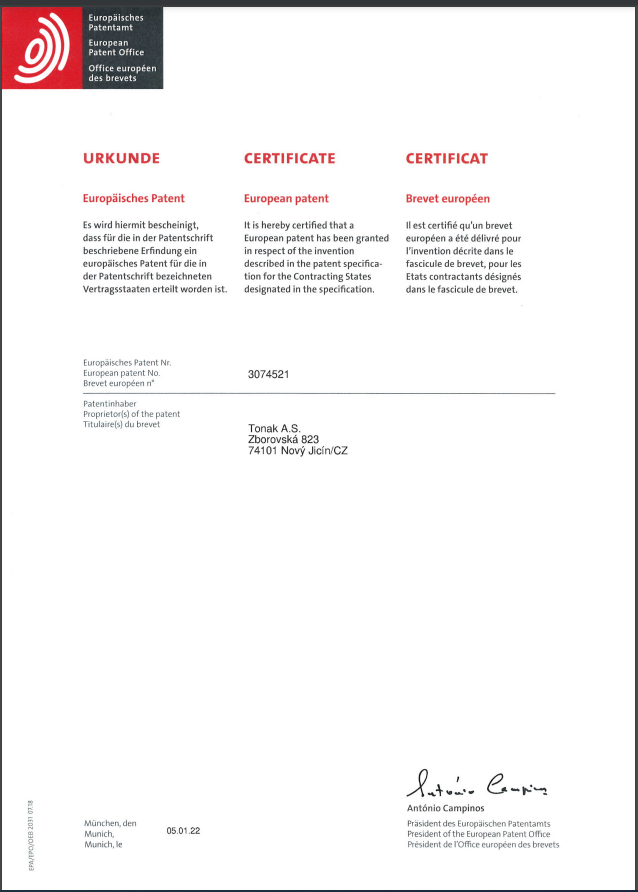 Europäisches
Patentamt
European
Patent Office
Office européen
des brevets
URKUNDE
Europäisches Patent
Es wird hiermit bescheinigt,
dass für die in der Patentschrift
beschriebene Erfindung ein
europäisches Patent für die in
der Patentschrift bezeichneten
Vertragsstaaten erteilt worden ist.
CERTIFICATE
European patent
It is hereby certified that a
European patent has been granted
in respect of the invention
described in the patent specifica-
tion for the Contracting States
designated in the specification.
CERTIFICAT
Brevet européen
Il est certifié qu'un brevet
européen a été délivré pour
l'invention décrite dans le
fascicule de brevet, pour les
Etats contractants désignés
dans le fascicule de brevet.
Europäisches Patent Nr.
European patent No.
Brevet européen n°
3074521
Patentinhaber
Proprietor(s) of the patent
Titulaire(s) du brevet
Tonak A.S.
Zborovská 823
74101 Nový Jicín/CZ
António Campinos
António Campinos
Präsident des Europäischen Patentamts
President of the European Patent Office
Président de l'Office européen des brevets
München, den
Munich,
Munich, le
05.01.22
EPA/EPO/OEB 2031 07.18